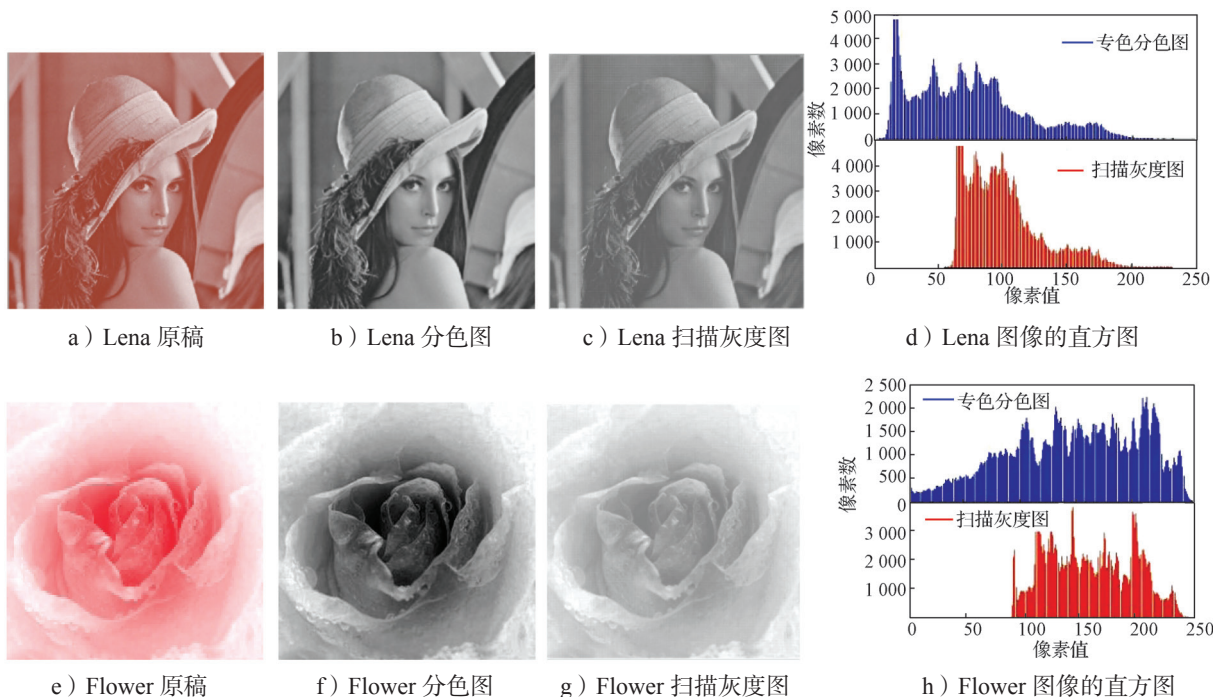 5 000
4 000
3 000
2 000
1 000
0
专色分色图
像素数
4 000
3 000
2 000
1 000
扫描灰度图
0 50 100 150 200 250
像素值
a）Lena 原稿
b）Lena 分色图
c）Lena 扫描灰度图
d）Lena 图像的直方图
2 500
2 000
1 500
1 000
500
0
专色分色图
像素数
3 000
2 000
1 000
扫描灰度图
0 50 100 150 200 250
像素值
e）Flower 原稿
f）Flower 分色图
g）Flower 扫描灰度图
h）Flower 图像的直方图